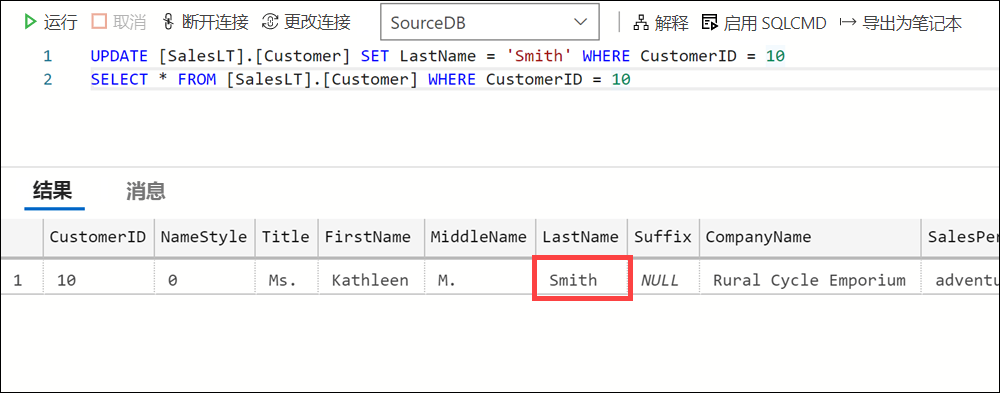 运行 取消 断开连接 更改连接 SourceDB 解释 启用 SQLCMD 导出为笔记本
1 UPDATE [SalesLT].[Customer] SET LastName = 'Smith' WHERE CustomerID = 10
2 SELECT * FROM [SalesLT].[Customer] WHERE CustomerID = 10
结果 消息
CustomerID NameStyle Title FirstName MiddleName LastName Suffix CompanyName SalesPer
1 10 0 Ms. Kathleen M. Smith NULL Rural Cycle Emporium adventu